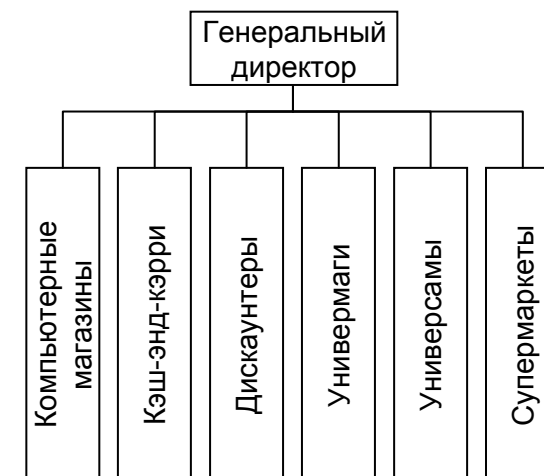 Генеральный
директор
Компьютерные
магазины
Кэш-энд-кэрри
Дискаунтеры
Универмаги
Универсамы
Супермаркеты